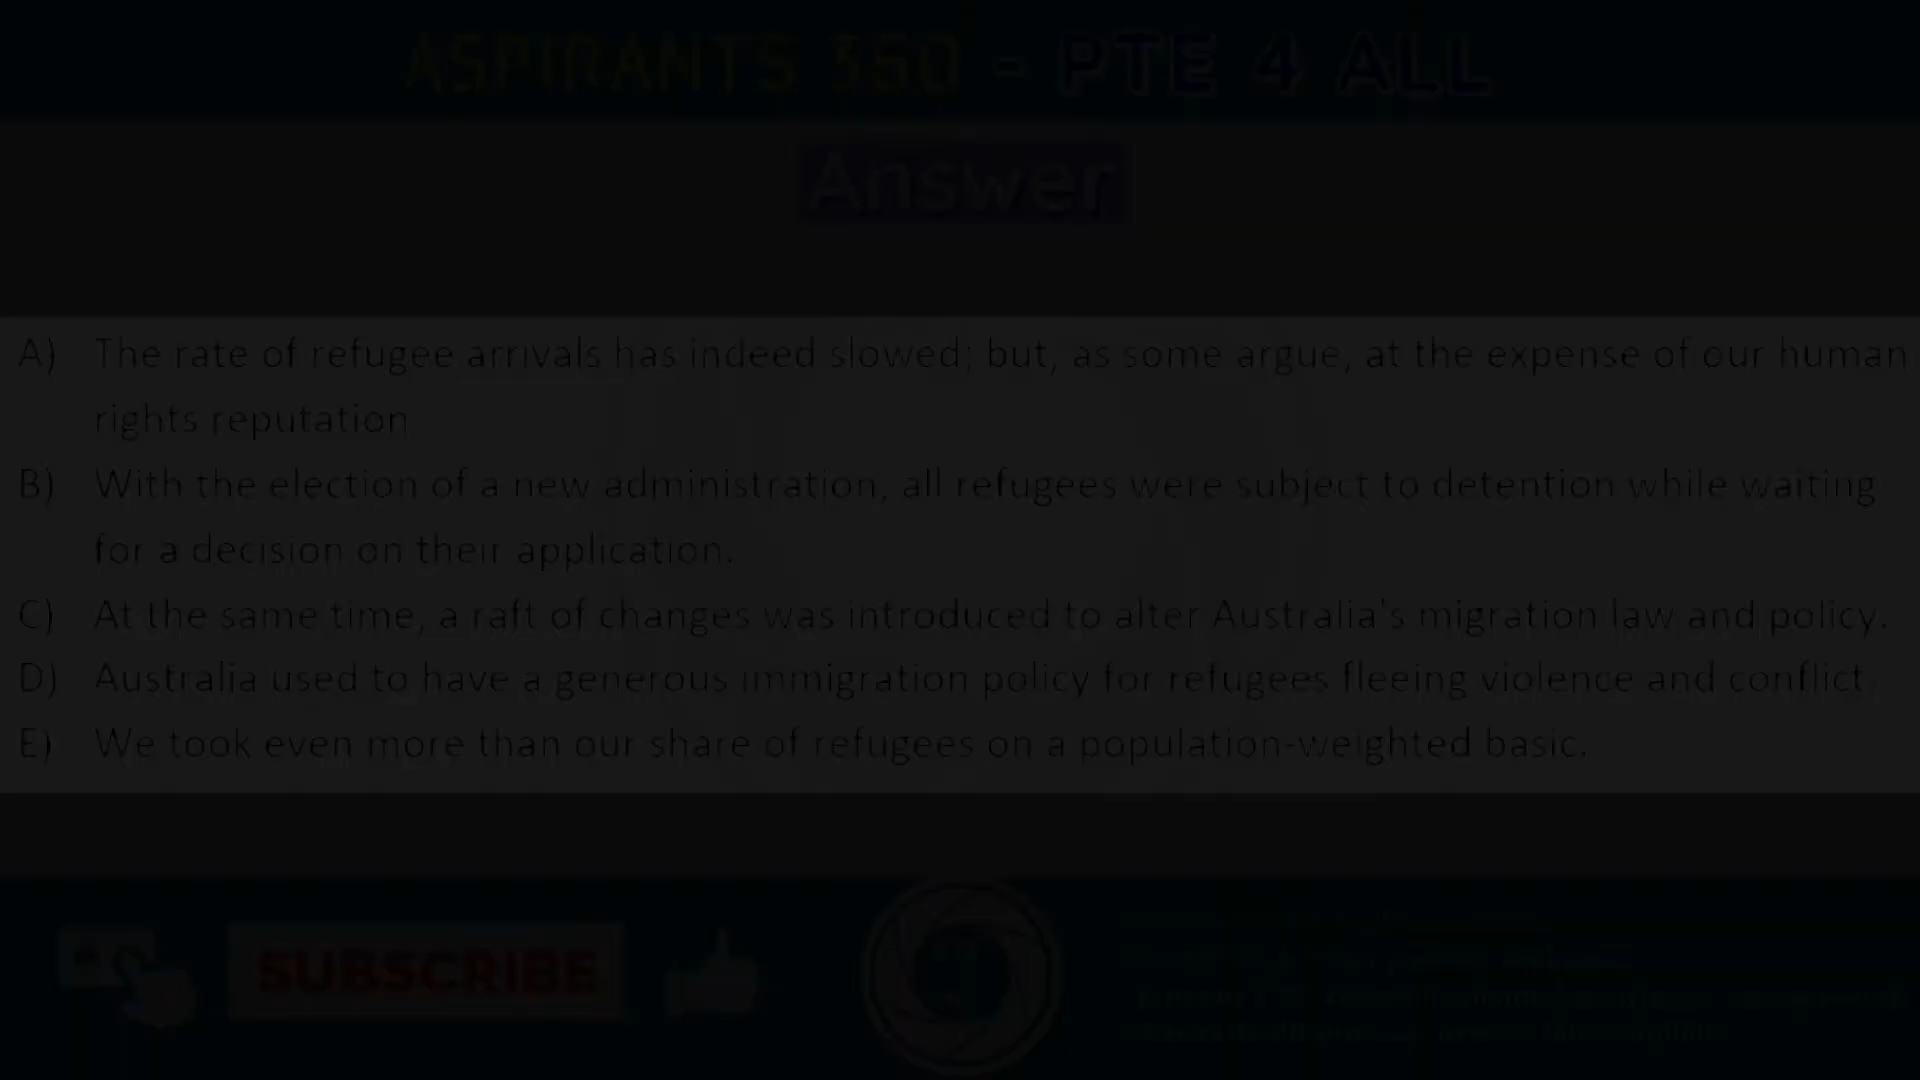 ASPIRANTS 360 - PTE 4 ALL
Answer
A) The rate of refugee arrivals has indeed slowed; but, as some argue, at the expense of our human
rights reputation
B) With the election of a new administration, all refugees were subject to detention while waiting
for a decision on their application.
C) At the same time, a raft of changes was introduced to alter Australia's migration law and policy.
D) Australia used to have a generous immigration policy for refugees fleeing violence and conflict.
E) We took even more than our share of refugees on a population-weighted basic.
SUBSCRIBE